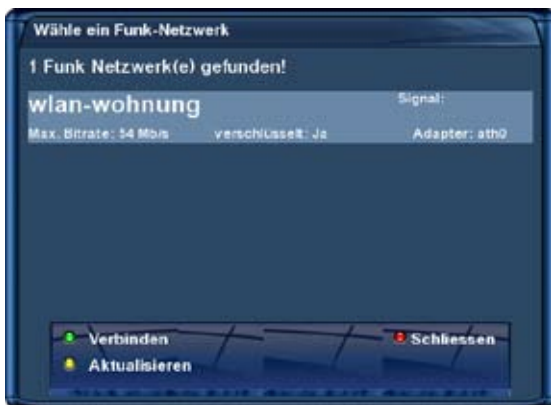 Wähle ein Funk-Netzwerk
1 Funk Netzwerk(e) gefunden!
wlan-wohnung Signal:
Max. Bitrate: 54 Mb/s verschlüsselt: Ja Adapter: ath0
Verbinden Schliessen
Aktualisieren